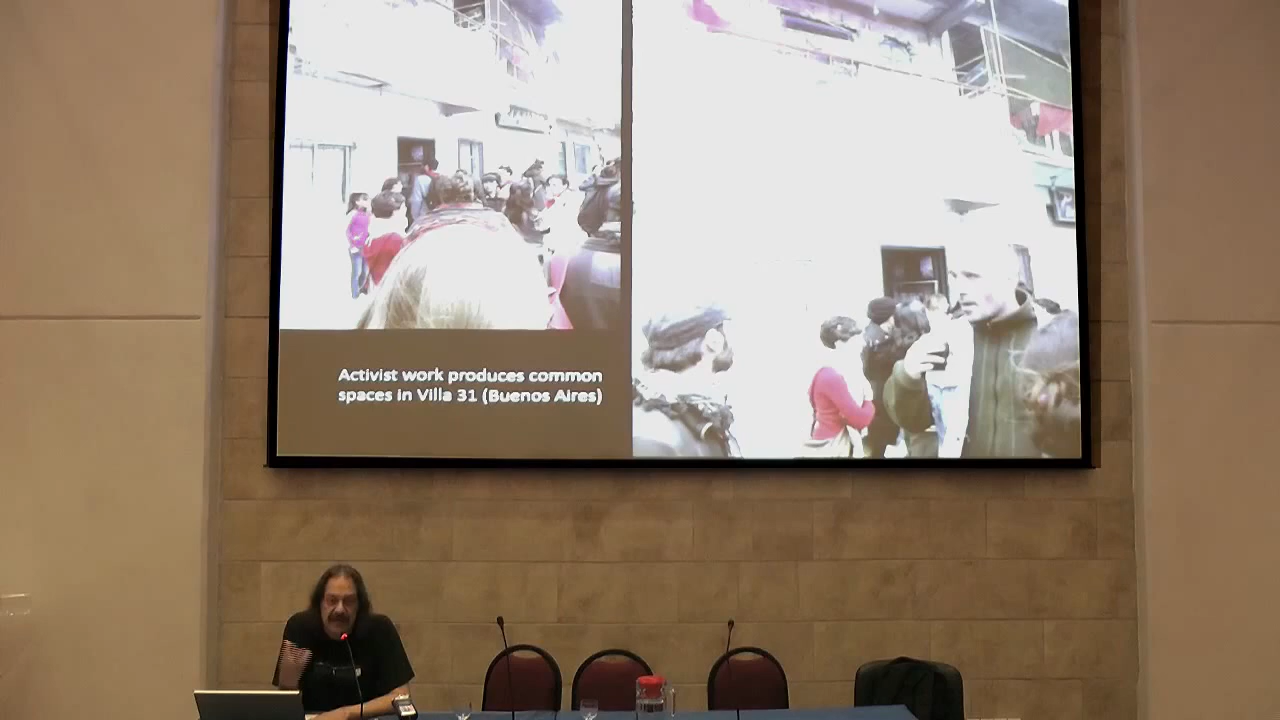 Activist work produces common
spaces in Villa 31 (Buenos Aires)